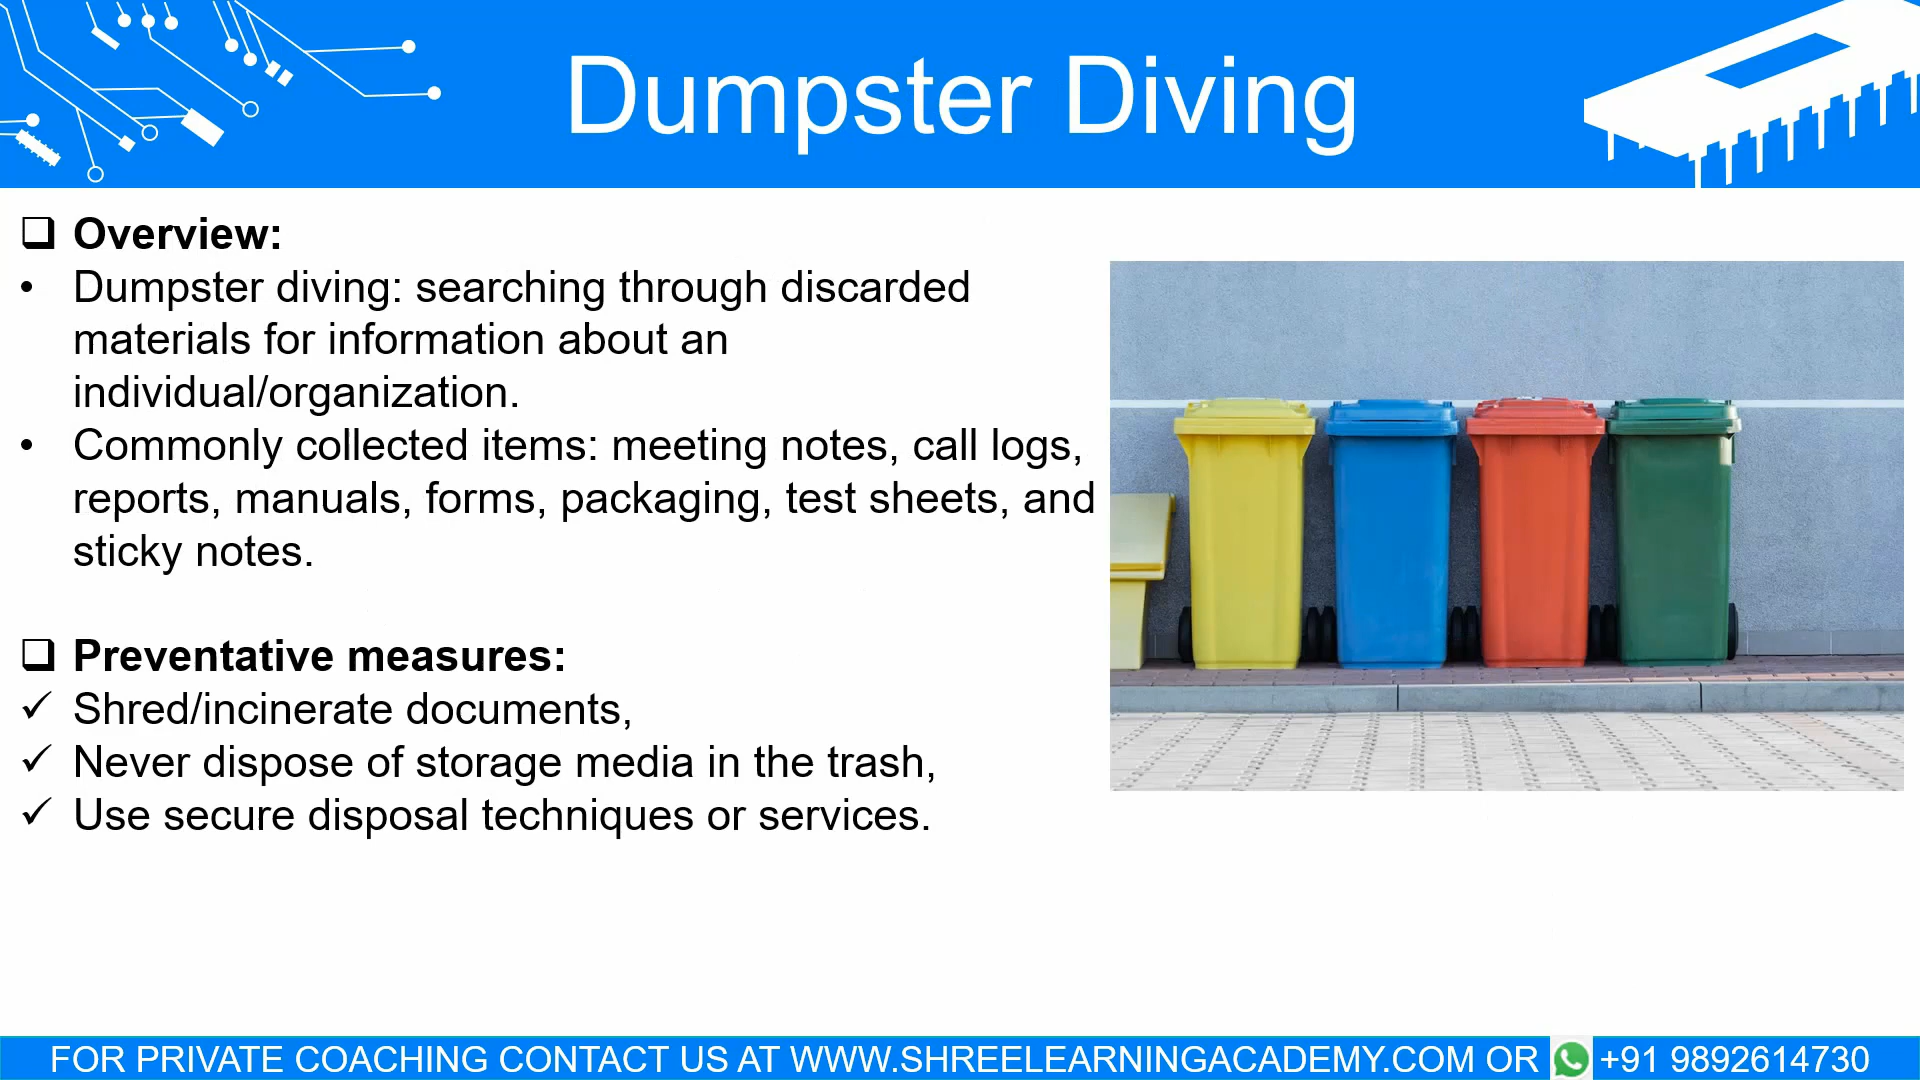 Dumpster Diving
❑ Overview:
• Dumpster diving: searching through discarded
materials for information about an
individual/organization.
• Commonly collected items: meeting notes, call logs,
reports, manuals, forms, packaging, test sheets, and
sticky notes.
❑ Preventative measures:
✓ Shred/incinerate documents,
✓ Never dispose of storage media in the trash,
✓ Use secure disposal techniques or services.
FOR PRIVATE COACHING CONTACT US AT WWW.SHREELEARNINGACADEMY.COM OR +91 9892614730